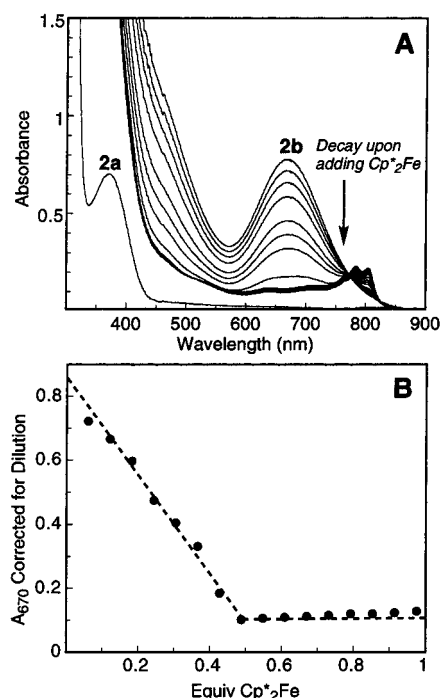 A
1.5
1
0.5
Absorbance
2a
2b
Decay upon
adding Cp*2Fe
400 500 600 700 800 900
Wavelength (nm)
B
0.8
0.6
0.4
0.2
0
A670 Corrected for Dilution
0.2 0.4 0.6 0.8 1
Equiv Cp*2Fe